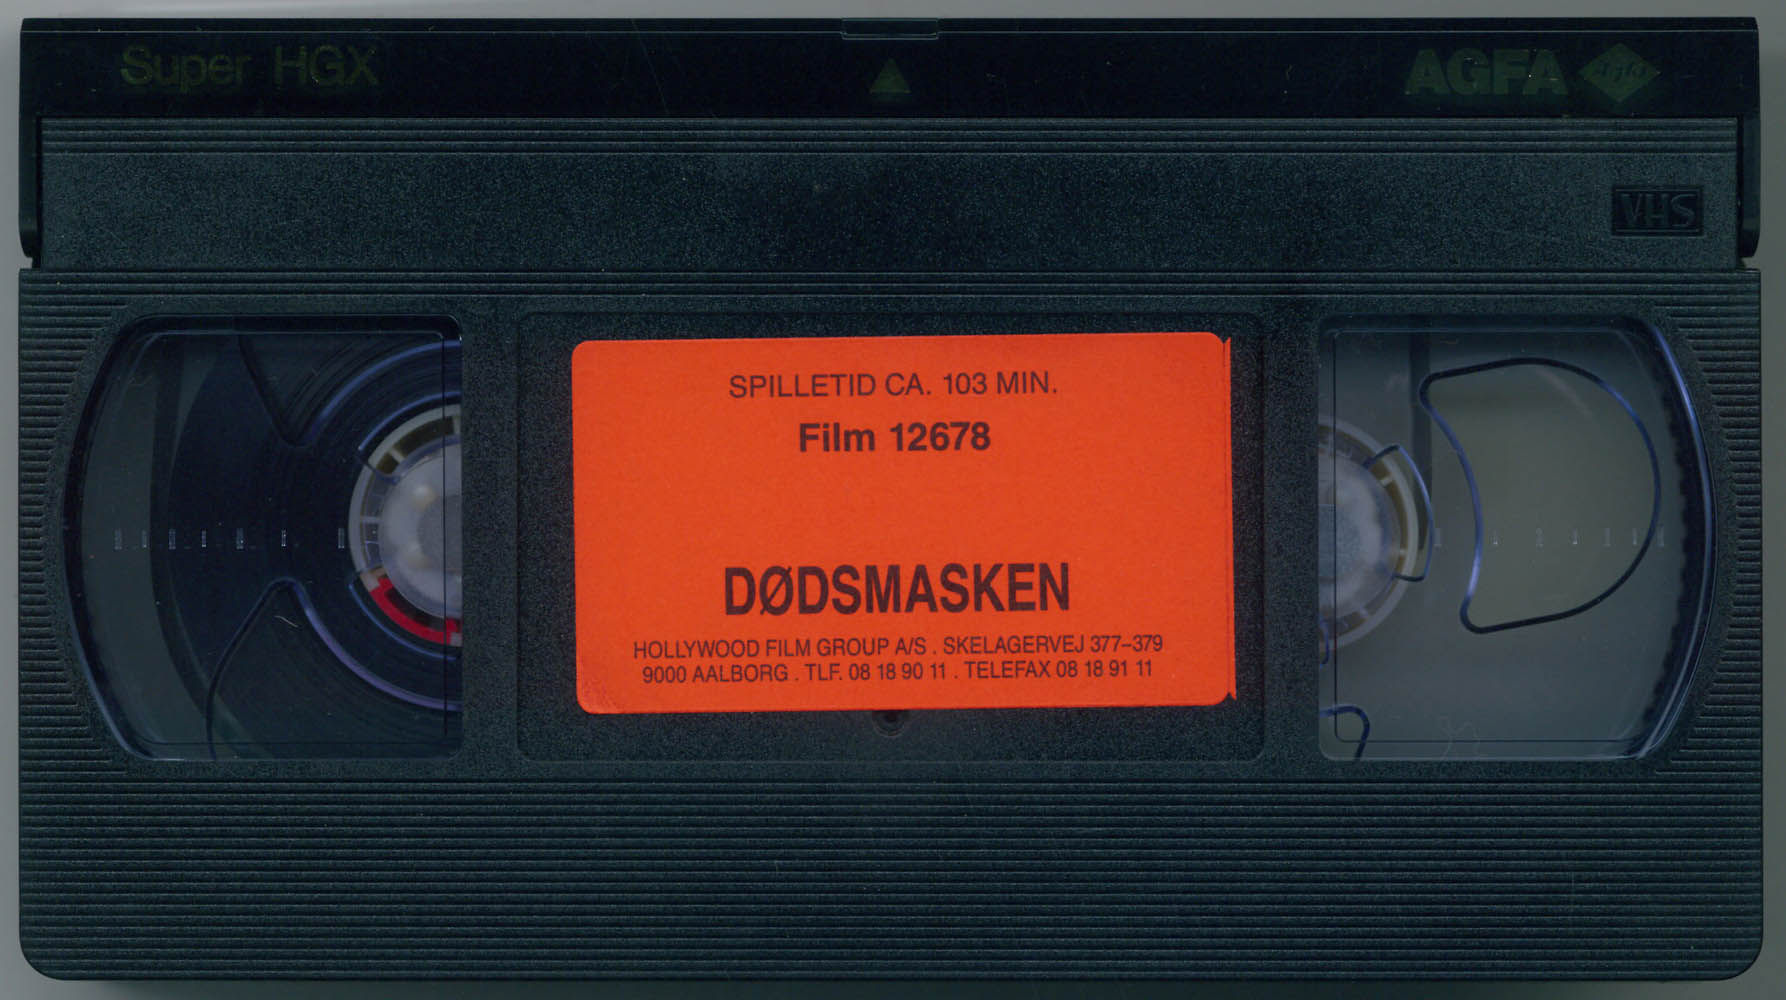 Super HGX
AGFA
VHS
SPILLETID CA. 103 MIN.
Film 12678
DØDSMASKEN
HOLLYWOOD FILM GROUP A/S . SKELAGERVEJ 377–379
9000 AALBORG . TLF. 08 18 90 11 . TELEFAX 08 18 91 11